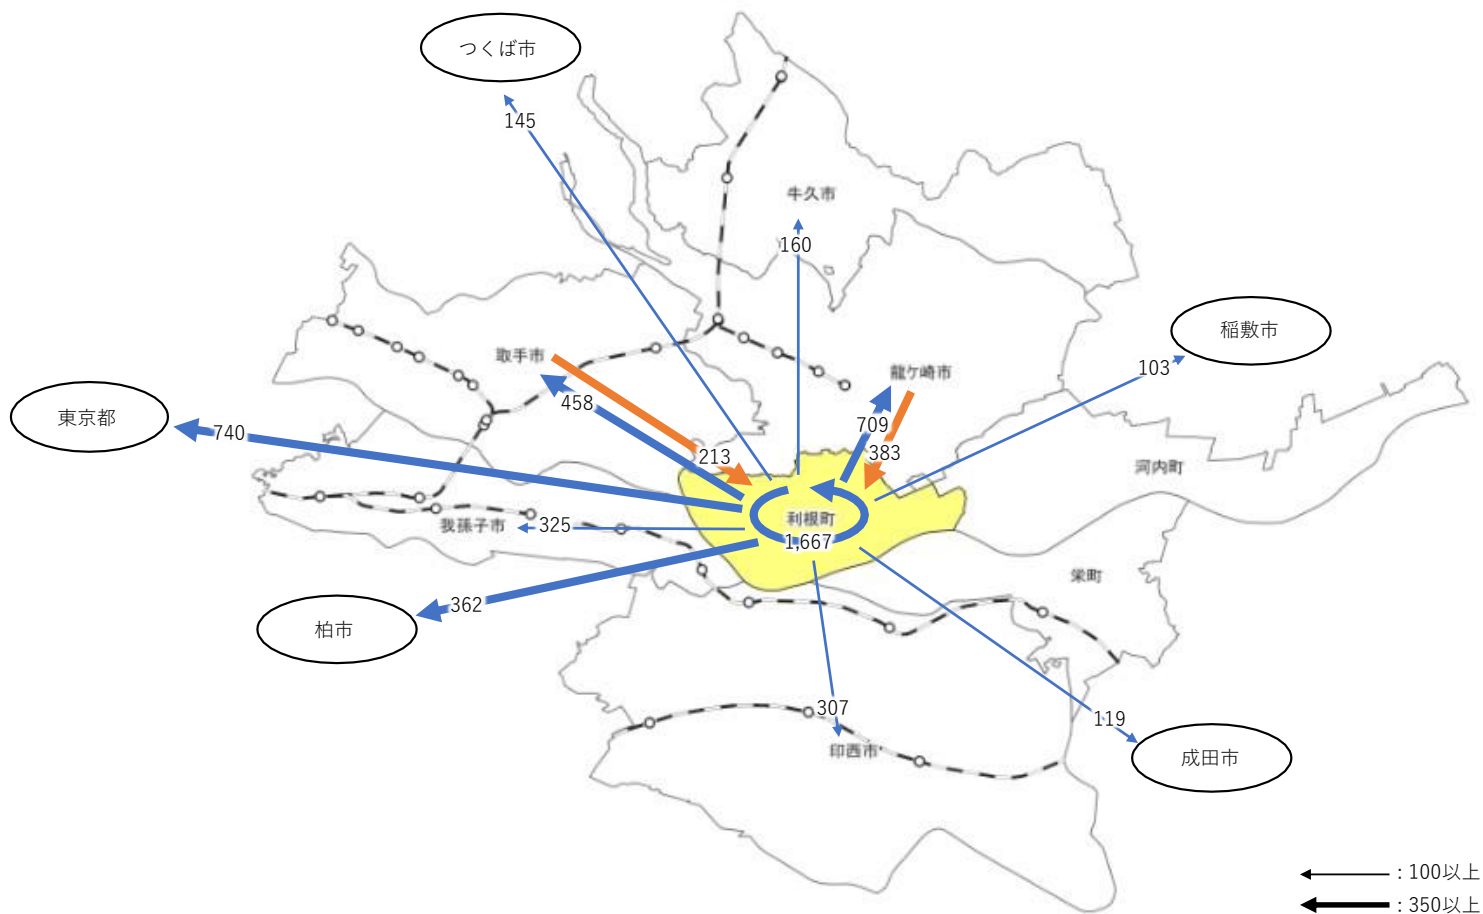 つくば市
145
牛久市
160
稲敷市
103
取手市
龍ケ崎市
458
東京都
740
709
213
383
河内町
利根町
我孫子市
325
1,667
栄町
362
柏市
307
119
印西市
成田市
: 100以上
: 350以上